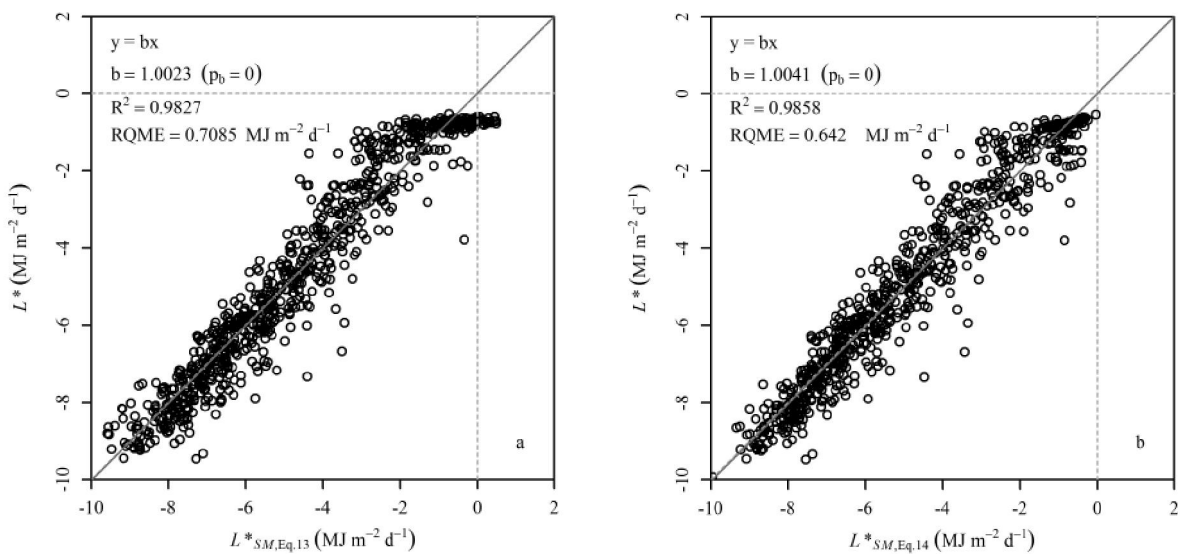 y = bx
b = 1.0023 (p_b = 0)
R² = 0.9827
RQME = 0.7085 MJ m⁻² d⁻¹
2
0
-2
-4
-6
-8
-10
L* (MJ m⁻² d⁻¹)
a
-10 -8 -6 -4 -2 0 2
L*_SM,Eq.13 (MJ m⁻² d⁻¹)
y = bx
b = 1.0041 (p_b = 0)
R² = 0.9858
RQME = 0.642 MJ m⁻² d⁻¹
2
0
-2
-4
-6
-8
-10
L* (MJ m⁻² d⁻¹)
b
-10 -8 -6 -4 -2 0 2
L*_SM,Eq.14 (MJ m⁻² d⁻¹)